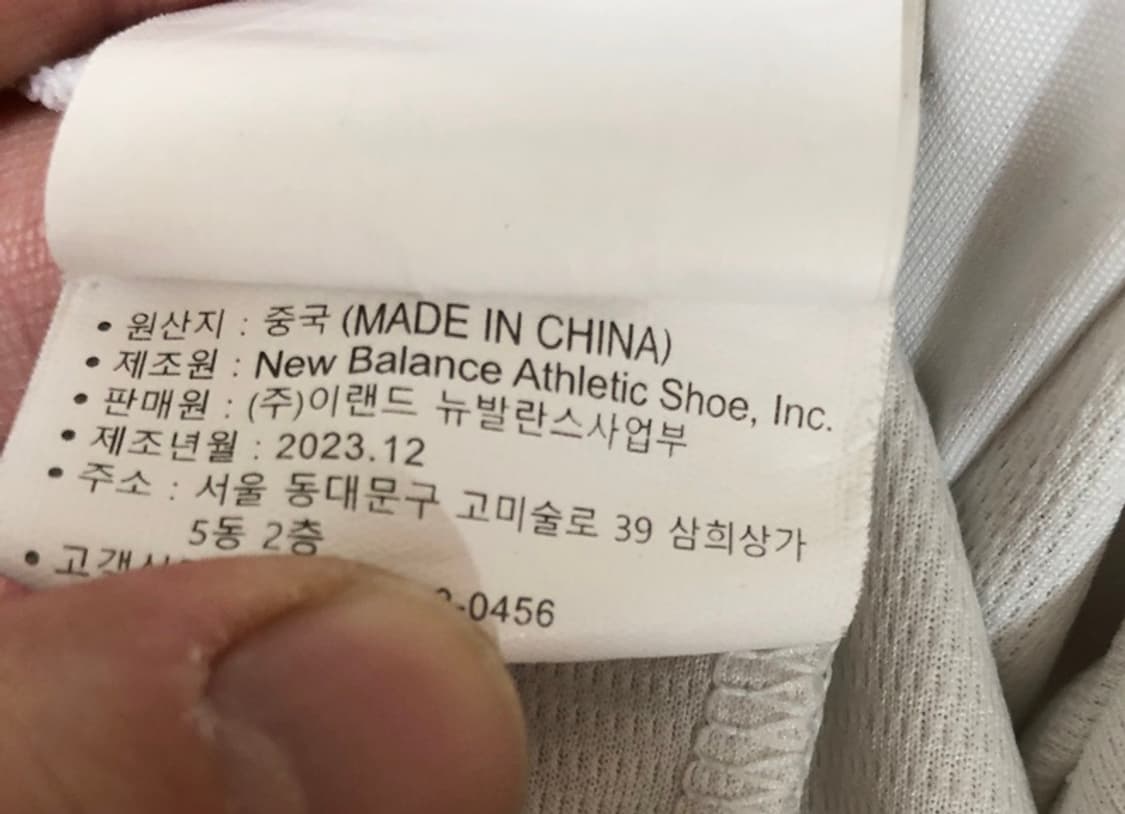 • 원산지 : 중국 (MADE IN CHINA)
• 제조원 : New Balance Athletic Shoe, Inc.
• 판매원 : (주)이랜드 뉴발란스사업부
• 제조년월 : 2023.12
• 주소 : 서울 동대문구 고미술로 39 삼희상가
5동 2층
-0456